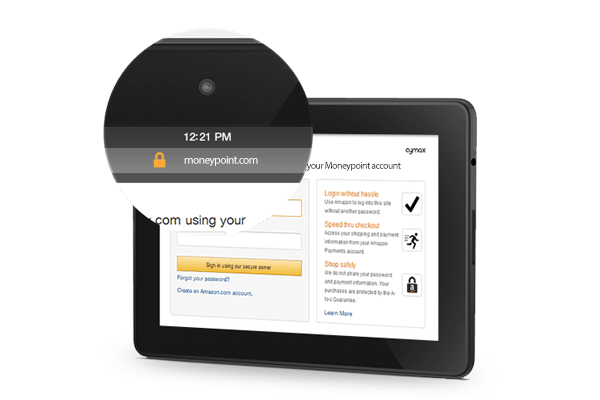 12:21 PM
moneypoint.com
cymax
your Moneypoint account
com using your
Sign in using our secure server
Forgot your password?
Create an Amazon.com account.
Login without hassle
Use Amazon to log into this site
without another password.
Speed thru checkout
Access your shipping and payment
information from your Amazon
Payments account.
Shop safely
We do not share your password
and payment information. Your
purchases are protected by the A-
to-z Guarantee.
Learn More